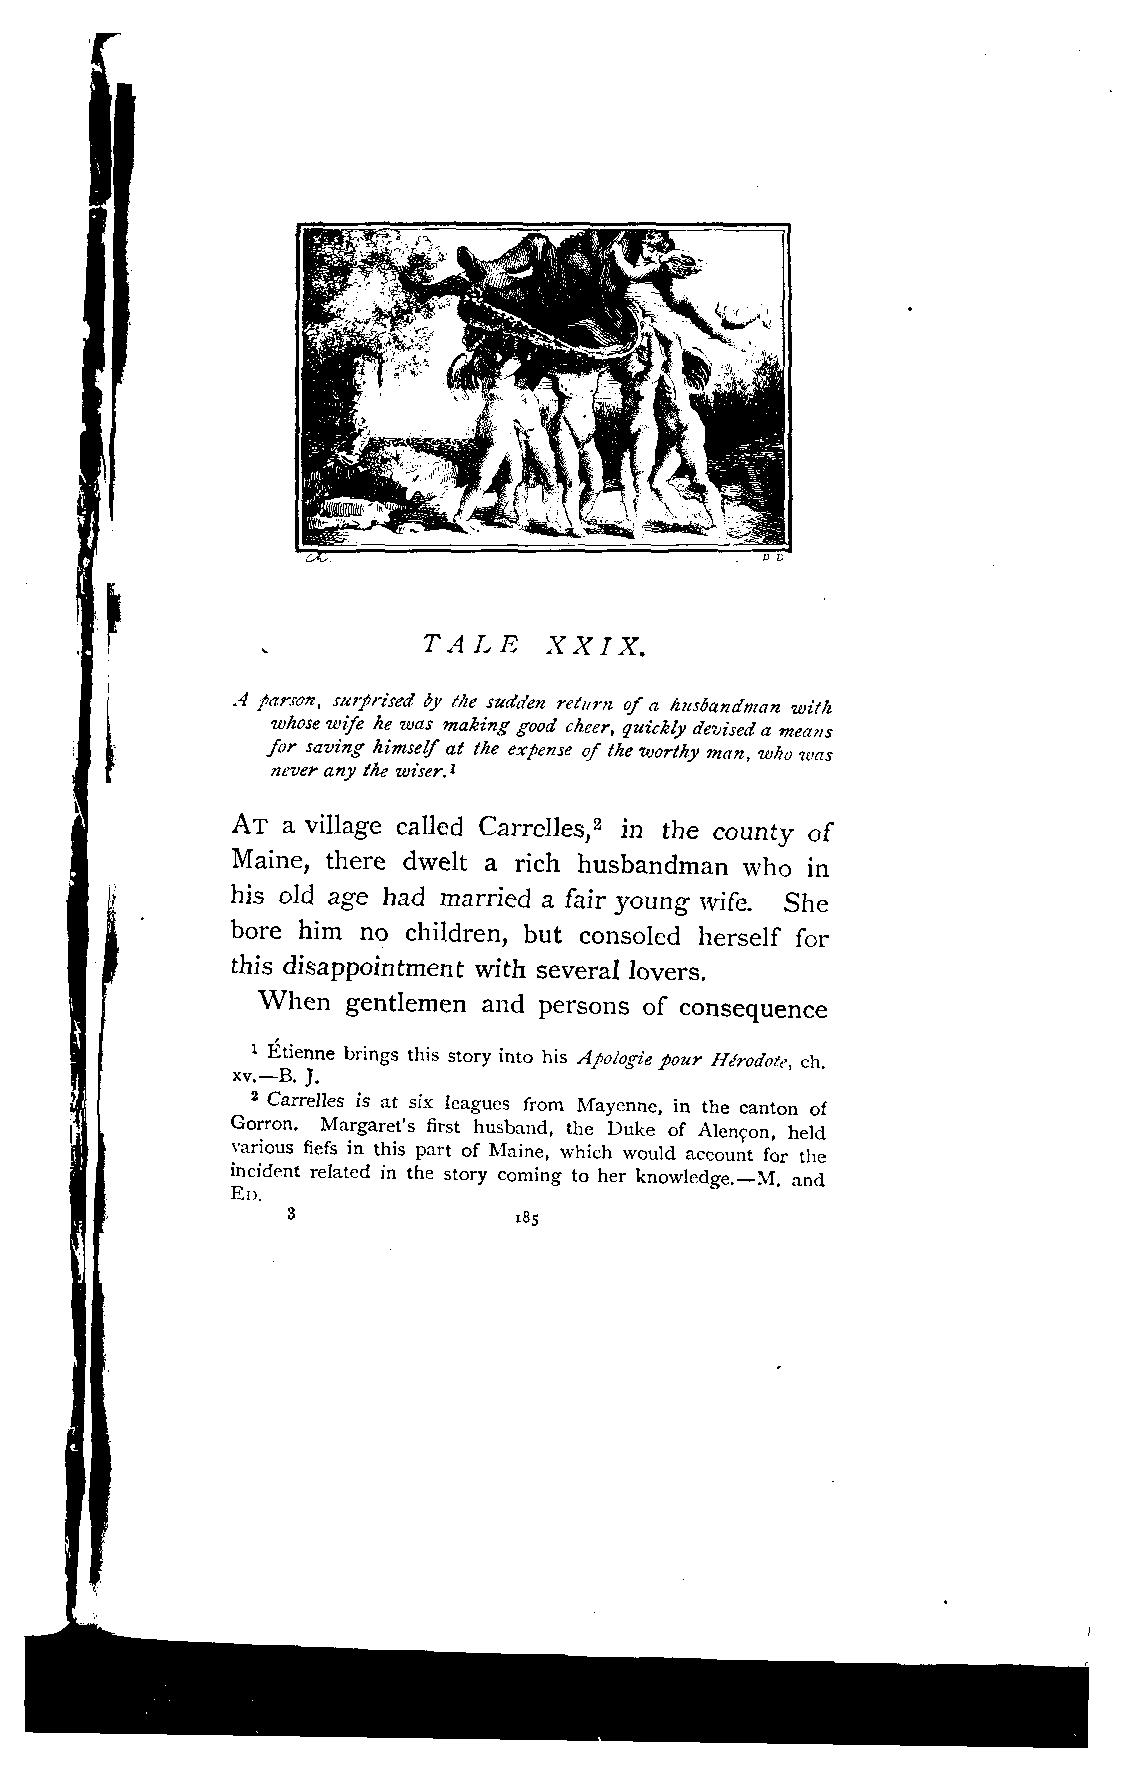 TALE XXIX.
A parson, surprised by the sudden return of a husbandman with
whose wife he was making good cheer, quickly devised a means
for saving himself at the expense of the worthy man, who was
never any the wiser.¹
AT a village called Carrelles,² in the county of
Maine, there dwelt a rich husbandman who in
his old age had married a fair young wife. She
bore him no children, but consoled herself for
this disappointment with several lovers.
When gentlemen and persons of consequence
¹ Étienne brings this story into his Apologie pour Hérodote, ch.
xv.—B. J.
² Carrelles is at six leagues from Mayenne, in the canton of
Gorron. Margaret's first husband, the Duke of Alençon, held
various fiefs in this part of Maine, which would account for the
incident related in the story coming to her knowledge.—M. and
ED.
3 185